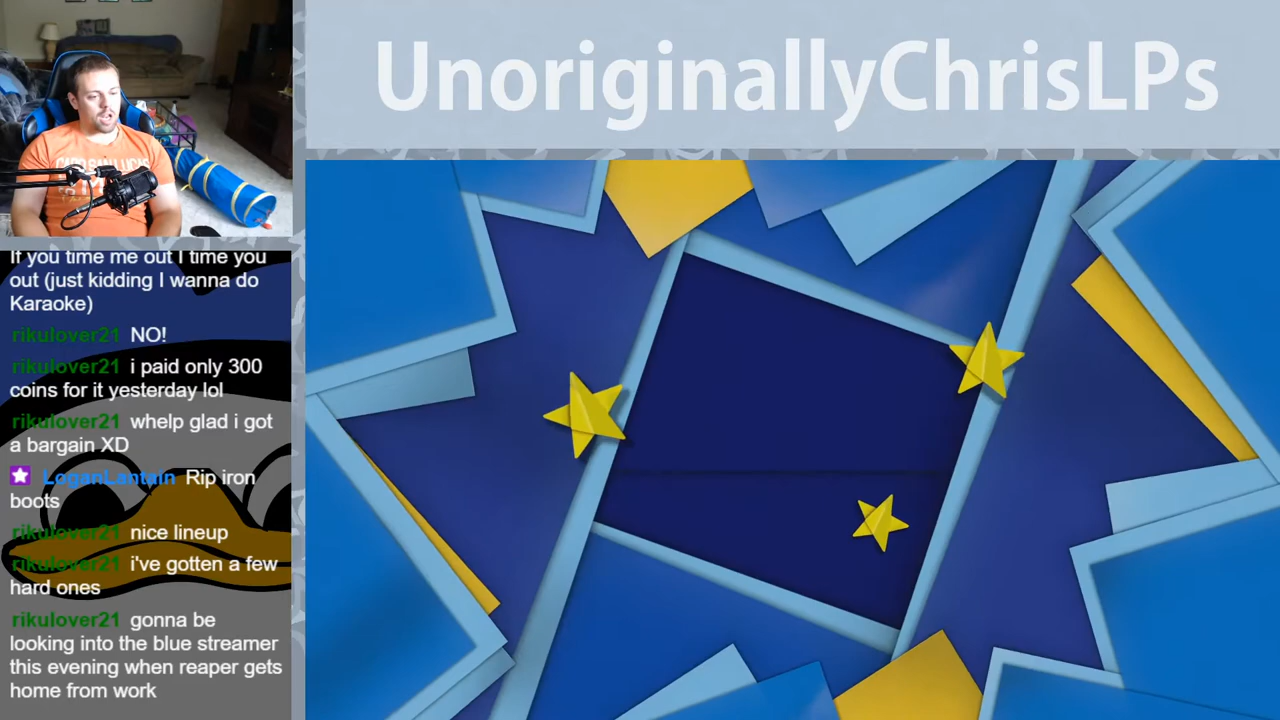 UnoriginallyChrisLPs
If you time me out I time you
out (just kidding I wanna do
Karaoke)
rikulover21 NO!
rikulover21 i paid only 300
coins for it yesterday lol
rikulover21 whelp glad i got
a bargain XD
LoganLantain Rip iron
boots
rikulover21 nice lineup
rikulover21 i've gotten a few
hard ones
rikulover21 gonna be
looking into the blue streamer
this evening when reaper gets
home from work